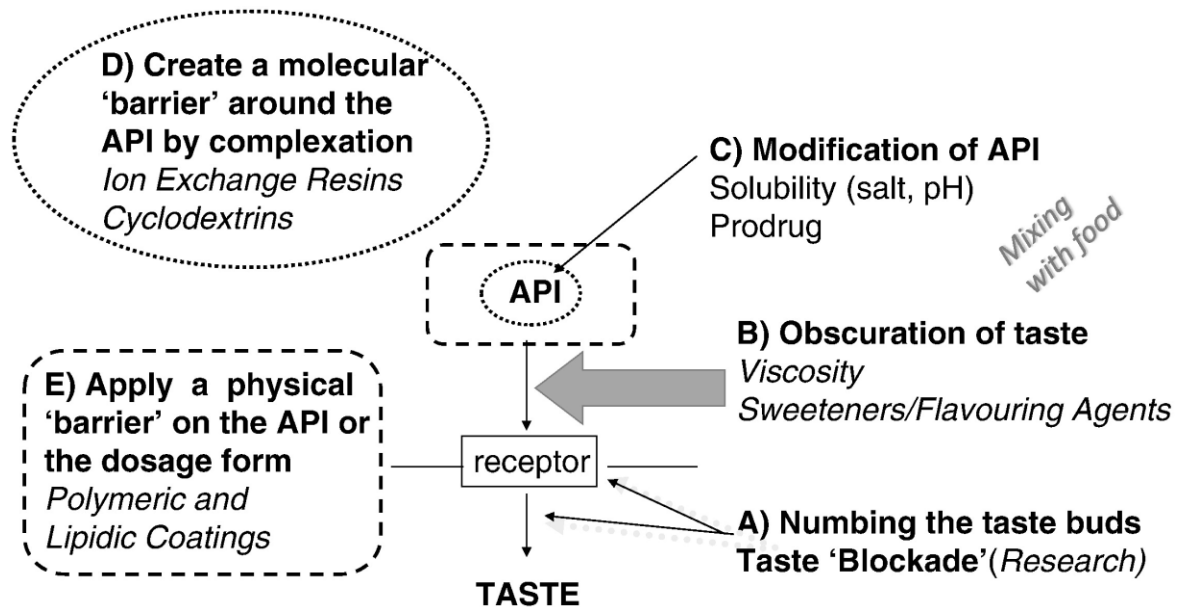 D) Create a molecular
‘barrier’ around the
API by complexation
Ion Exchange Resins
Cyclodextrins
C) Modification of API
Solubility (salt, pH)
Prodrug
Mixing
with food
API
B) Obscuration of taste
Viscosity
Sweeteners/Flavouring Agents
E) Apply a physical
‘barrier’ on the API or
the dosage form
Polymeric and
Lipidic Coatings
receptor
A) Numbing the taste buds
Taste ‘Blockade’(Research)
TASTE